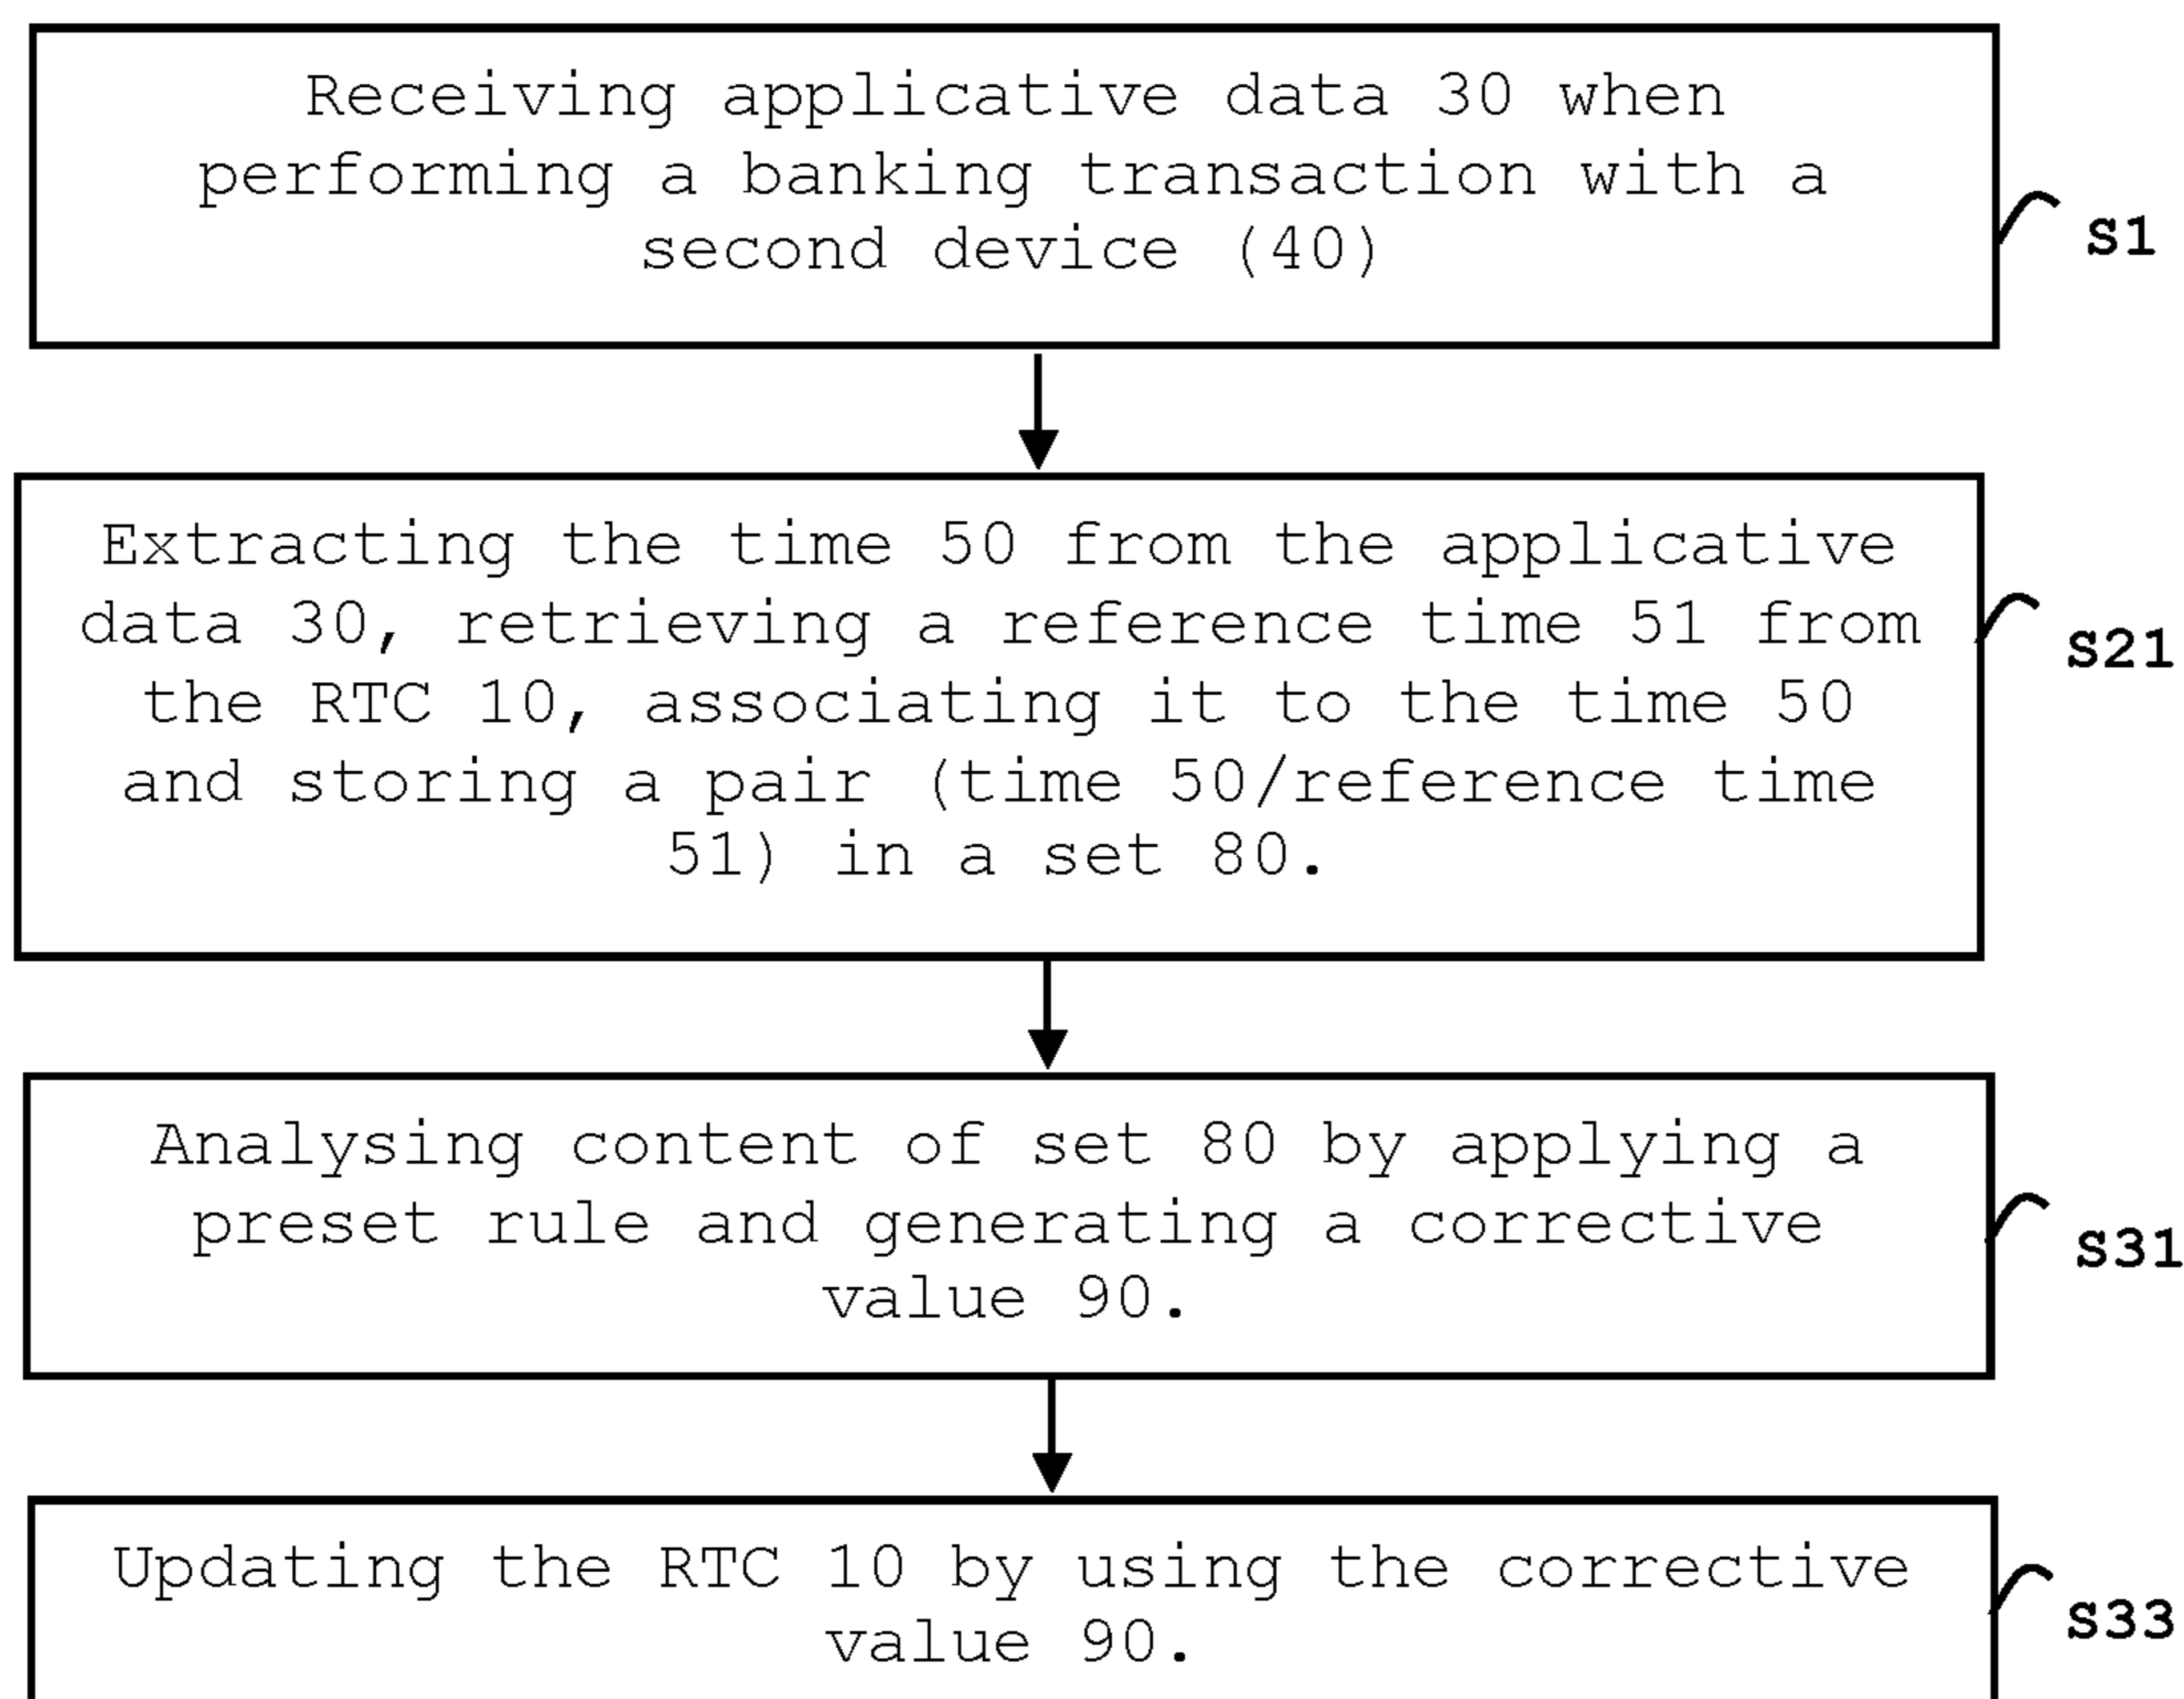 Receiving applicative data 30 when
performing a banking transaction with a
second device (40)
S1
Extracting the time 50 from the applicative
data 30, retrieving a reference time 51 from
the RTC 10, associating it to the time 50
and storing a pair (time 50/reference time
51) in a set 80.
S21
Analysing content of set 80 by applying a
preset rule and generating a corrective
value 90.
S31
Updating the RTC 10 by using the corrective
value 90.
S33